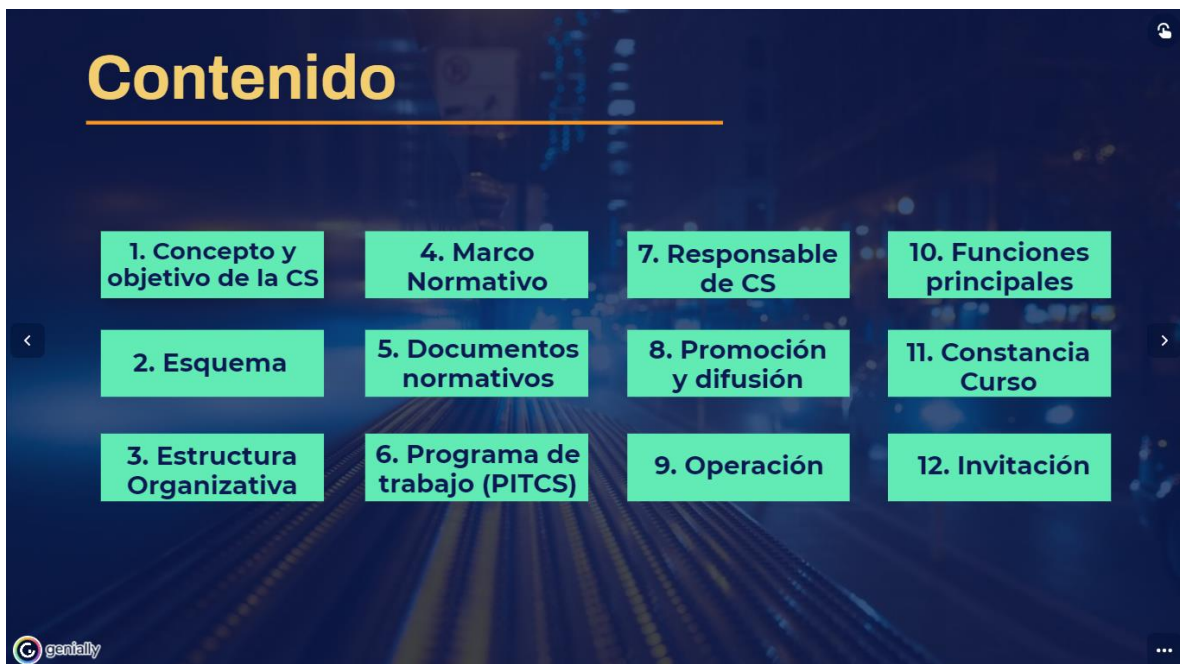 Contenido
1. Concepto y
objetivo de la CS
2. Esquema
3. Estructura
Organizativa
4. Marco
Normativo
5. Documentos
normativos
6. Programa de
trabajo (PITCS)
7. Responsable
de CS
8. Promoción
y difusión
9. Operación
10. Funciones
principales
11. Constancia
Curso
12. Invitación
genially